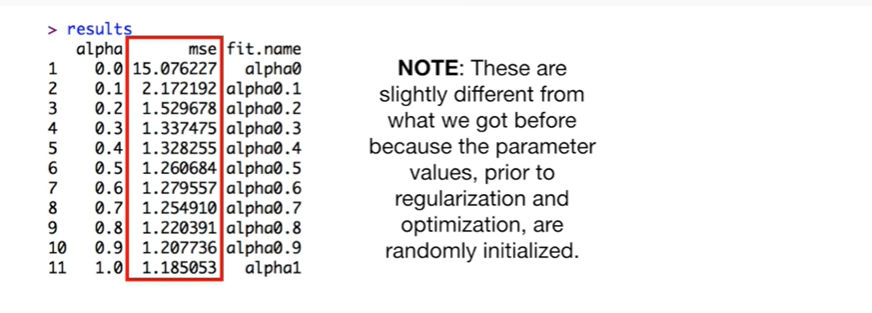 > results
alpha mse fit.name
1 0.0 15.076227 alpha0
2 0.1 2.172192 alpha0.1
3 0.2 1.529678 alpha0.2
4 0.3 1.337475 alpha0.3
5 0.4 1.328255 alpha0.4
6 0.5 1.260684 alpha0.5
7 0.6 1.279557 alpha0.6
8 0.7 1.254910 alpha0.7
9 0.8 1.220391 alpha0.8
10 0.9 1.207736 alpha0.9
11 1.0 1.185053 alpha1
NOTE: These are
slightly different from
what we got before
because the parameter
values, prior to
regularization and
optimization, are
randomly initialized.